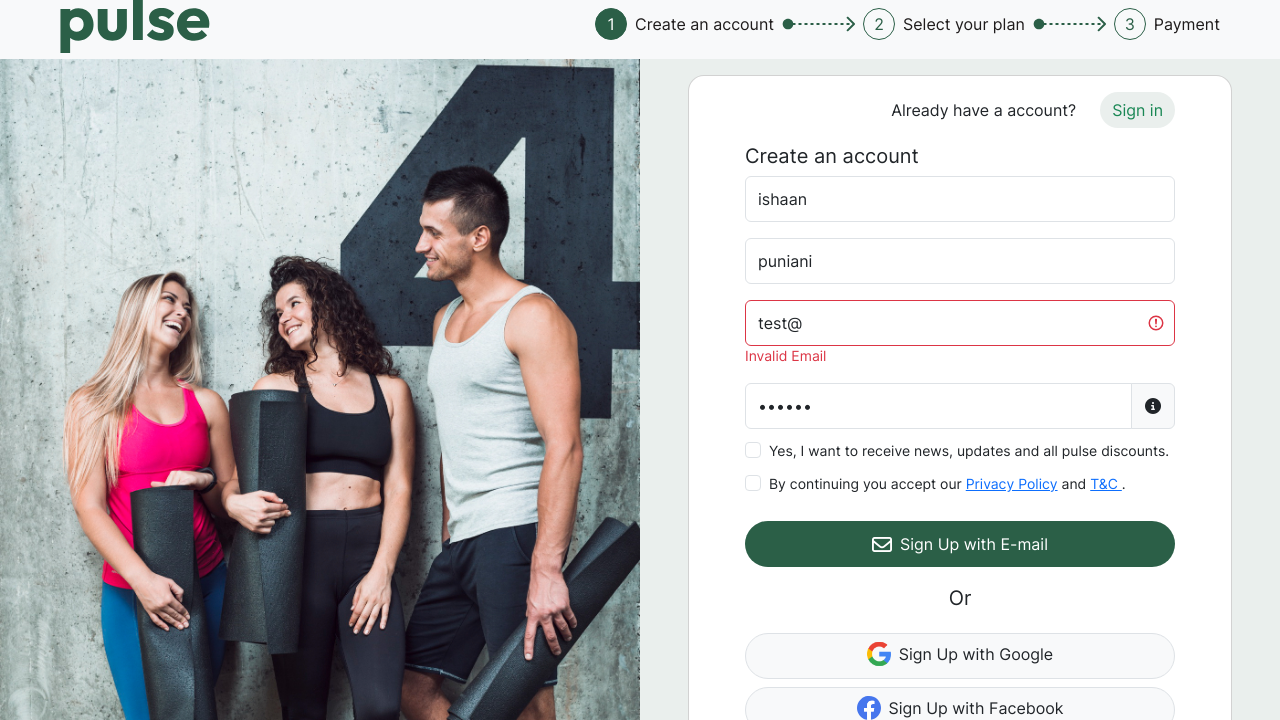 pulse
1 Create an account 2 Select your plan 3 Payment
4
Already have a account? Sign in
Create an account
ishaan
puniani
test@
Invalid Email
Yes, I want to receive news, updates and all pulse discounts.
By continuing you accept our Privacy Policy and T&C .
Sign Up with E-mail
Or
Sign Up with Google
Sign Up with Facebook